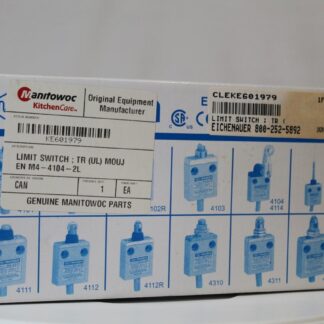 Manitowoc
KitchenCare
Original Equipment
Manufacturer
KE601979
LIMIT SWITCH ; TR (UL) MOUJ
EN M4-4104-2L
CAN
1
EA
GENUINE MANITOWOC PARTS
CLEKE601979
LIMIT SWITCH ; TR (
EICHENAUER 800-252-5892
SA
CE
102R
4103
4104
4114
4111
4112
4112R
4310
4311